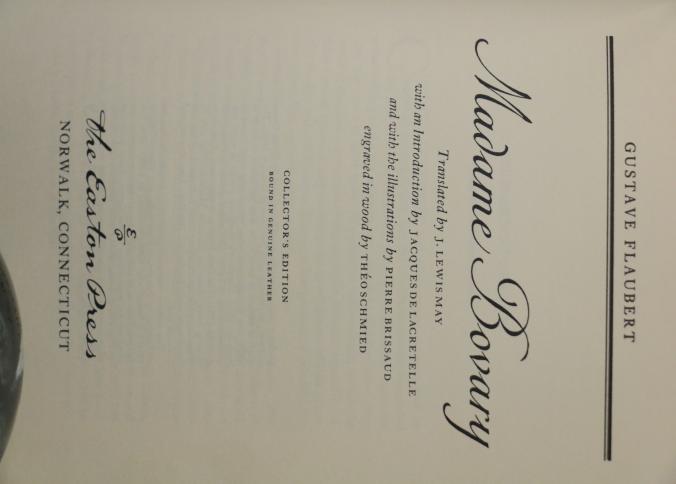 GUSTAVE FLAUBERT
Madame Bovary
Translated by J. LEWIS MAY
with an Introduction by JACQUES DE LACRETELLE
and with the illustrations by PIERRE BRISSAUD
engraved in wood by THÉO SCHMIED
COLLECTOR'S EDITION
BOUND IN GENUINE LEATHER
E
P
The Easton Press
NORWALK, CONNECTICUT